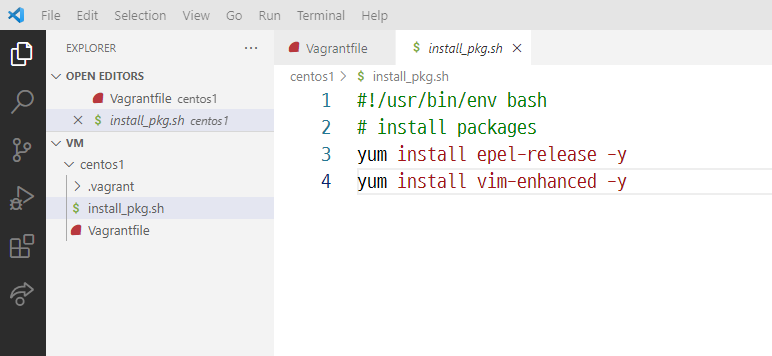 File Edit Selection View Go Run Terminal Help
EXPLORER ...
OPEN EDITORS
Vagrantfile centos1
$ install_pkg.sh centos1
VM
centos1
.vagrant
$ install_pkg.sh
Vagrantfile
Vagrantfile
$ install_pkg.sh
centos1 > $ install_pkg.sh
1 #!/usr/bin/env bash
2 # install packages
3 yum install epel-release -y
4 yum install vim-enhanced -y